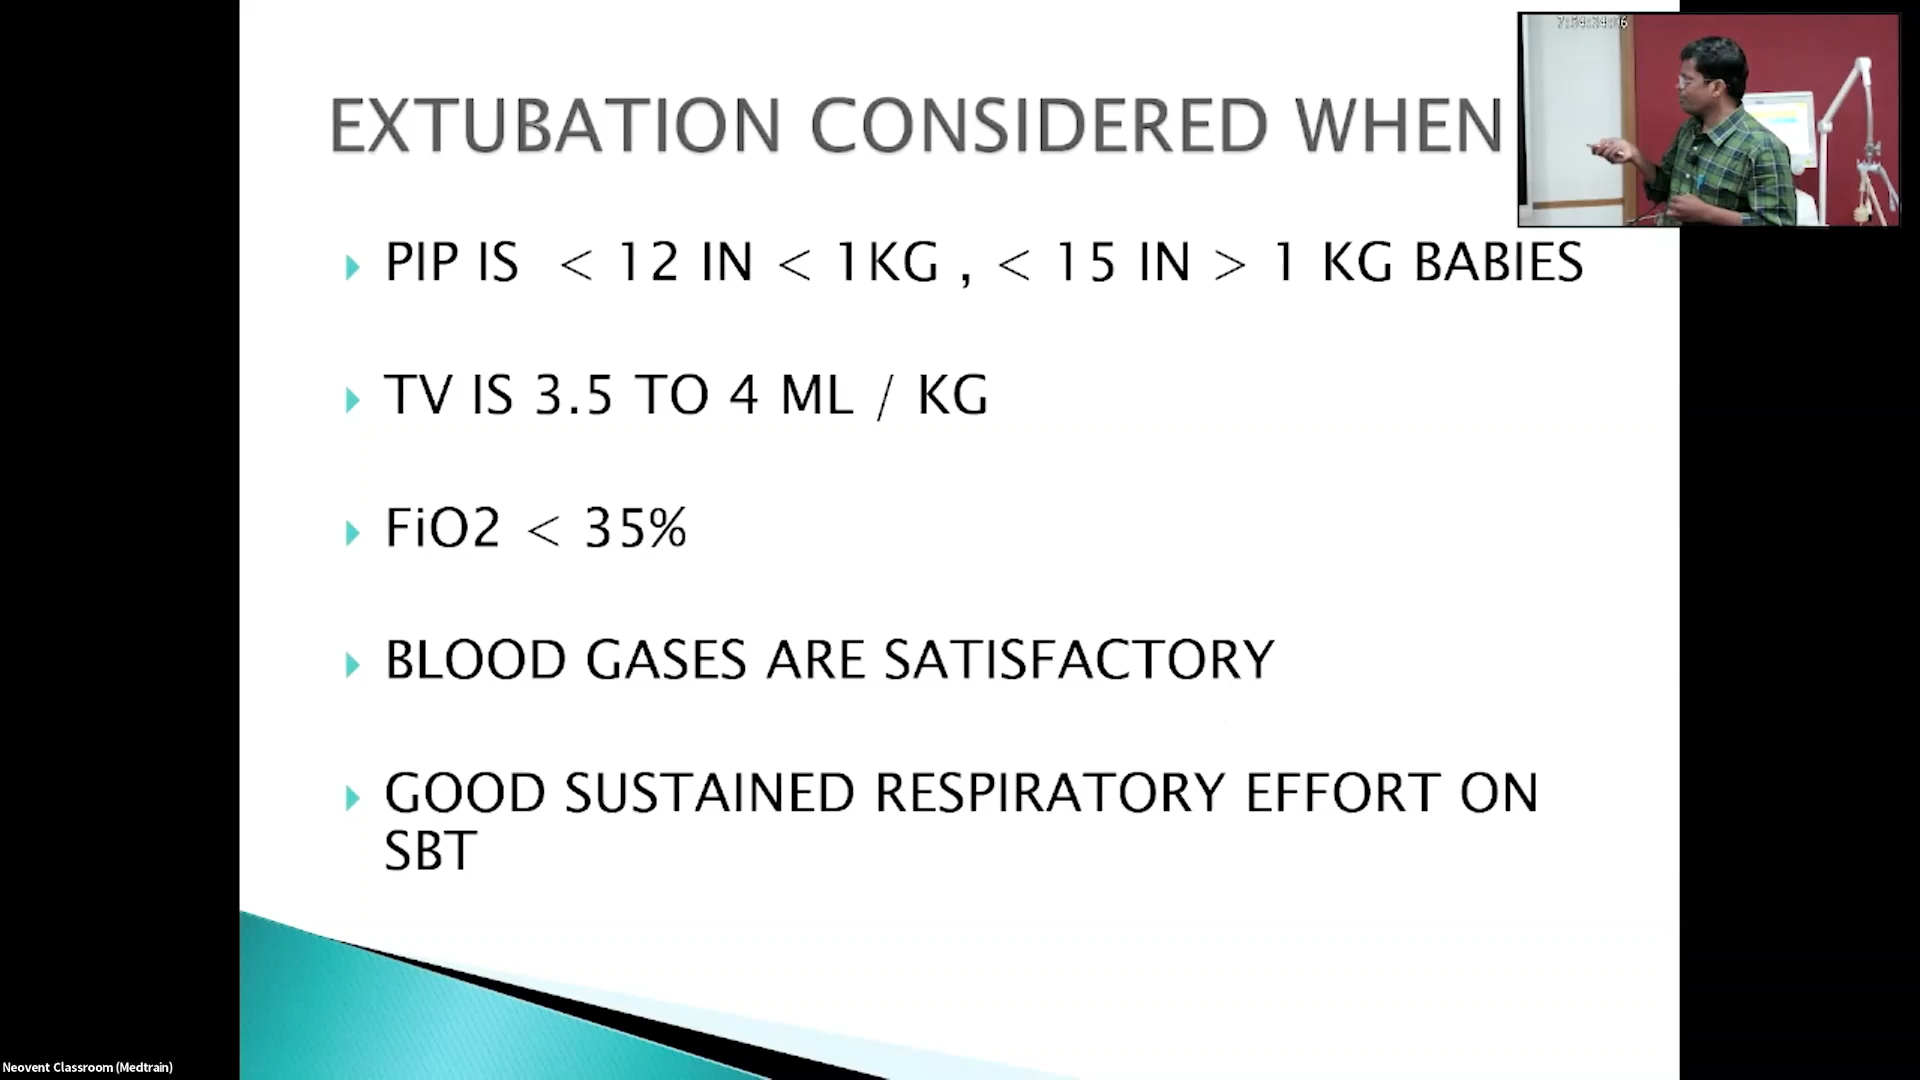 EXTUBATION CONSIDERED WHEN
PIP IS < 12 IN < 1KG , < 15 IN > 1 KG BABIES
TV IS 3.5 TO 4 ML / KG
FiO2 < 35%
BLOOD GASES ARE SATISFACTORY
GOOD SUSTAINED RESPIRATORY EFFORT ON
SBT
Neovent Classroom (Medtrain)